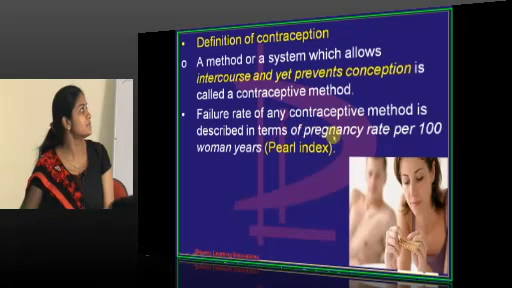 • Definition of contraception
o A method or a system which allows
intercourse and yet prevents conception is
called a contraceptive method.
• Failure rate of any contraceptive method is
described in terms of pregnancy rate per 100
woman years (Pearl index).